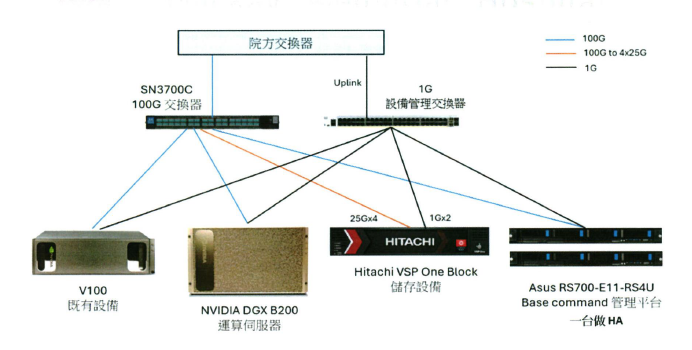 院方交換器
100G
100G to 4x25G
1G
SN3700C
100G 交換器
Uplink
1G
設備管理交換器
25Gx4
1Gx2
HITACHI
V100
既有設備
NVIDIA DGX B200
運算伺服器
Hitachi VSP One Block
儲存設備
Asus RS700-E11-RS4U
Base command 管理平台
一台做 HA